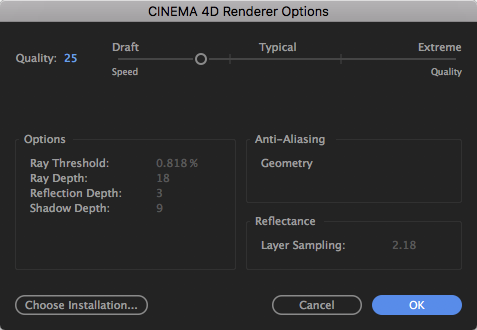 CINEMA 4D Renderer Options
Draft Typical Extreme
Quality: 25
Speed Quality
Options
Ray Threshold: 0.818 %
Ray Depth: 18
Reflection Depth: 3
Shadow Depth: 9
Anti-Aliasing
Geometry
Reflectance
Layer Sampling: 2.18
Choose Installation... Cancel OK